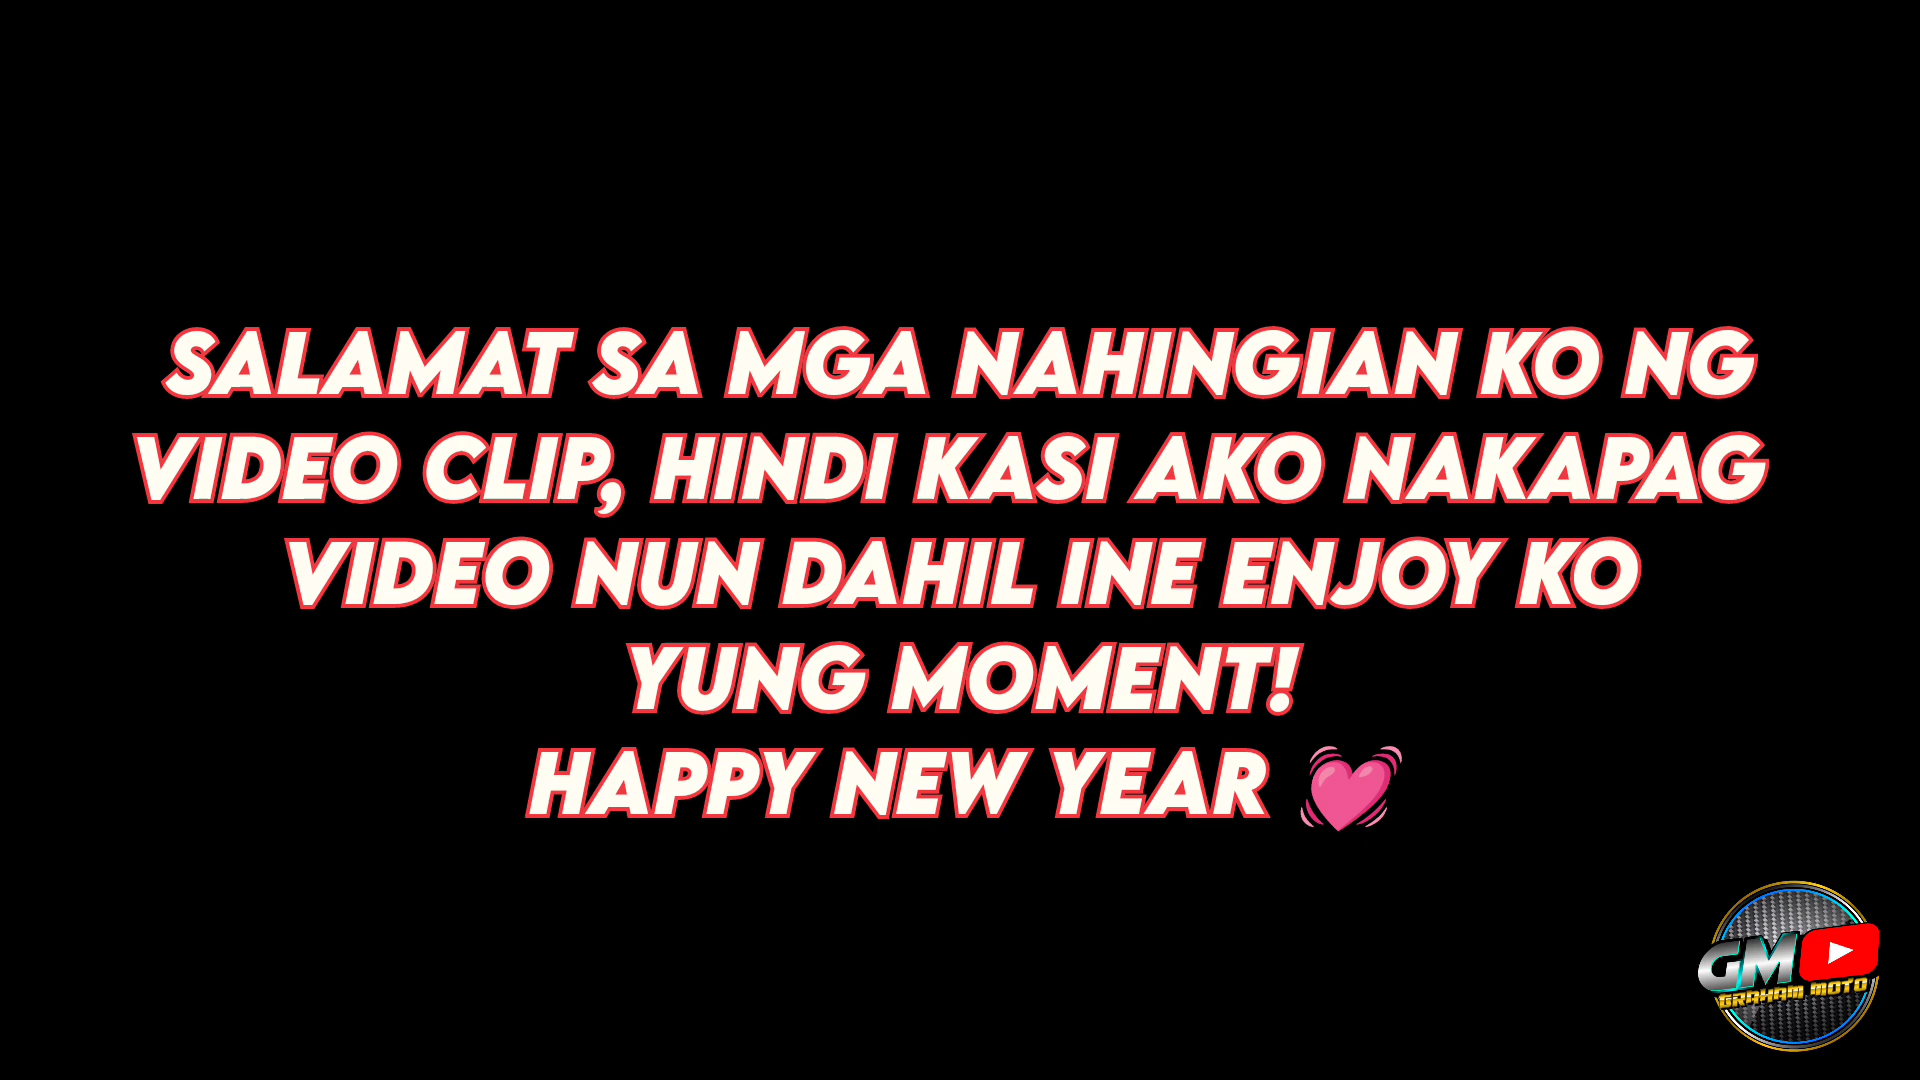 SALAMAT SA MGA NAHINGIAN KO NG
VIDEO CLIP, HINDI KASI AKO NAKAPAG
VIDEO NUN DAHIL INE ENJOY KO
YUNG MOMENT!
HAPPY NEW YEAR 💓
GM
GRAHAM MOTO